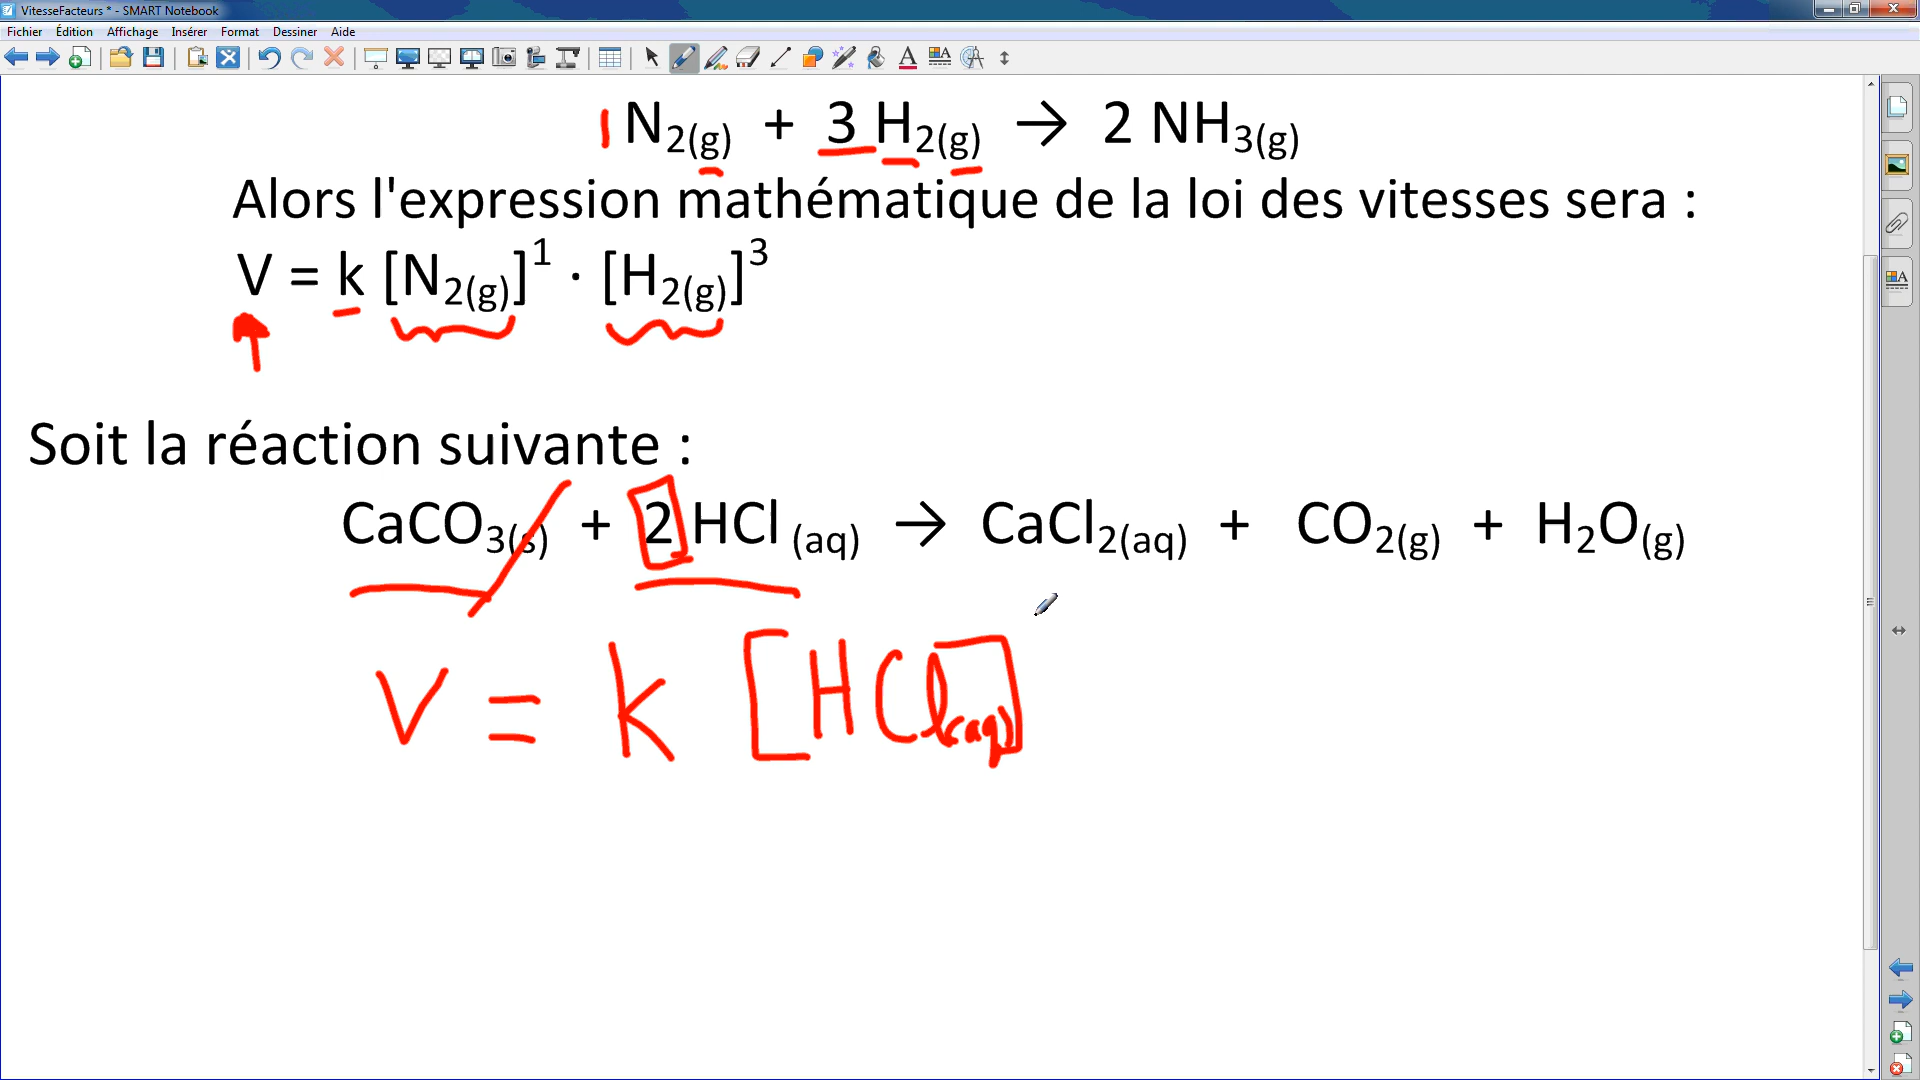 VitesseFacteurs * - SMART Notebook
Fichier Édition Affichage Insérer Format Dessiner Aide
1 N2(g) + 3 H2(g) → 2 NH3(g)
Alors l'expression mathématique de la loi des vitesses sera :
V = k [N2(g)]^1 · [H2(g)]^3
Soit la réaction suivante :
CaCO3(s) + 2 HCl (aq) → CaCl2(aq) + CO2(g) + H2O(g)
V = k [HCl(aq)]